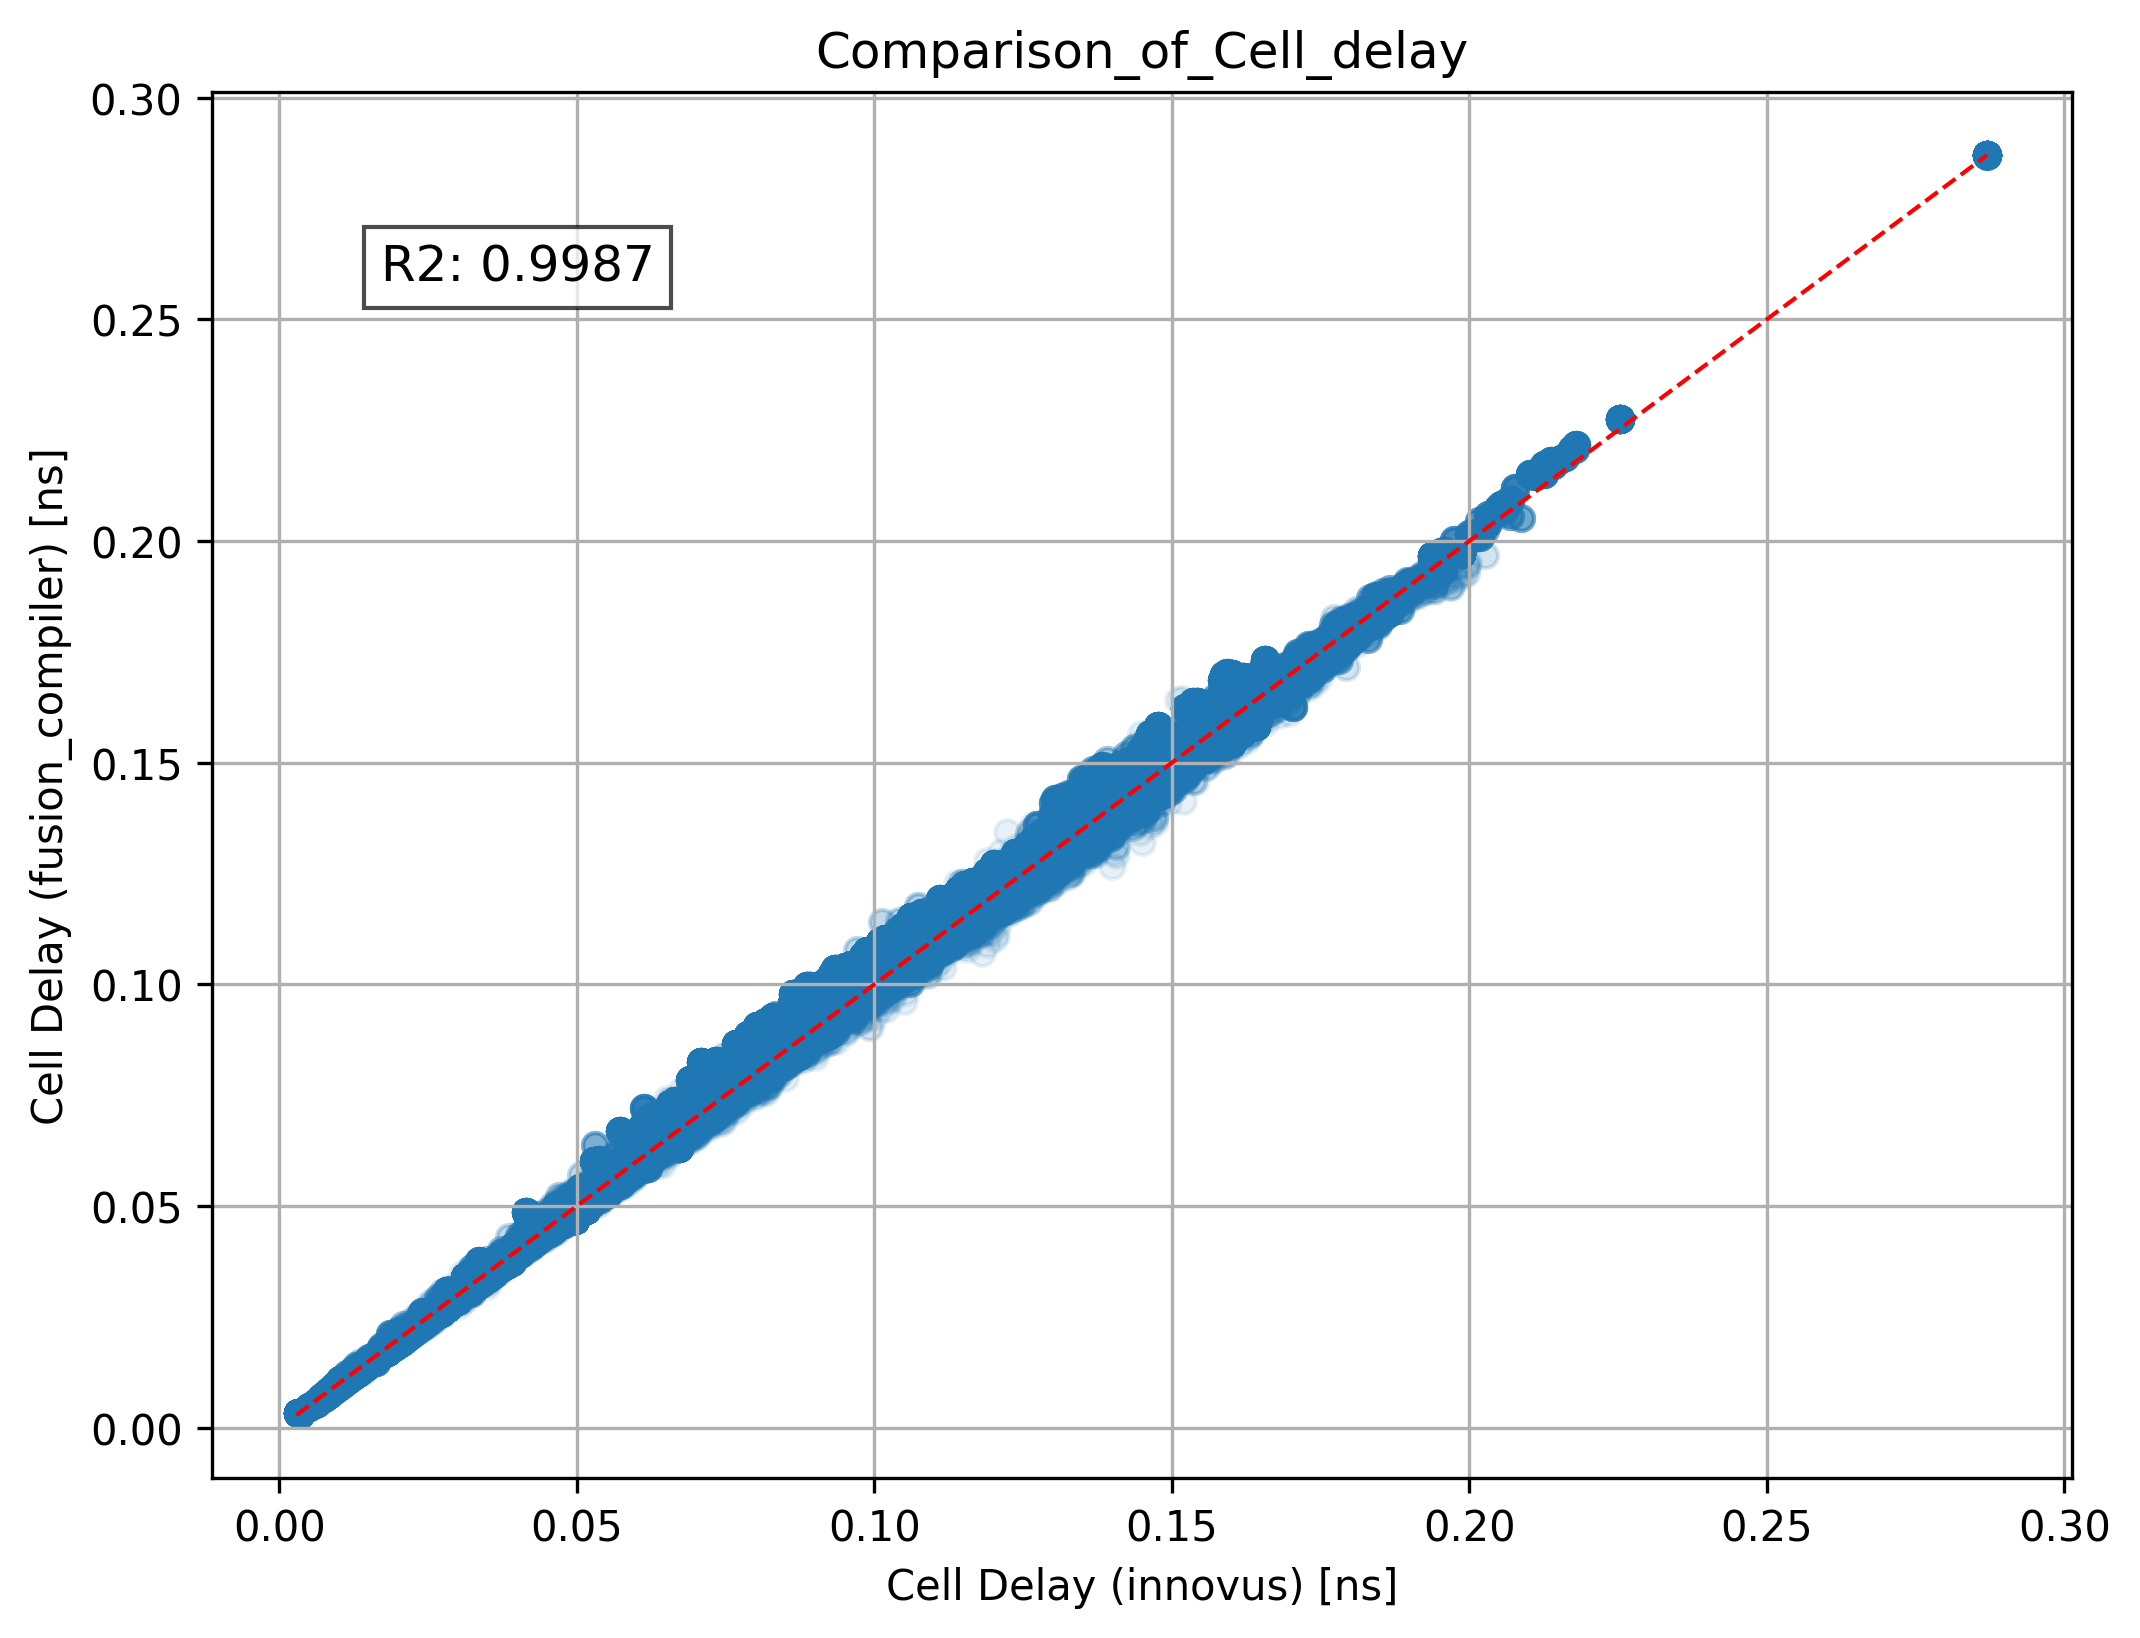 Comparison_of_Cell_delay
0.30
0.25
0.20
0.15
0.10
0.05
0.00
Cell Delay (fusion_compiler) [ns]
R2: 0.9987
0.00 0.05 0.10 0.15 0.20 0.25 0.30
Cell Delay (innovus) [ns]